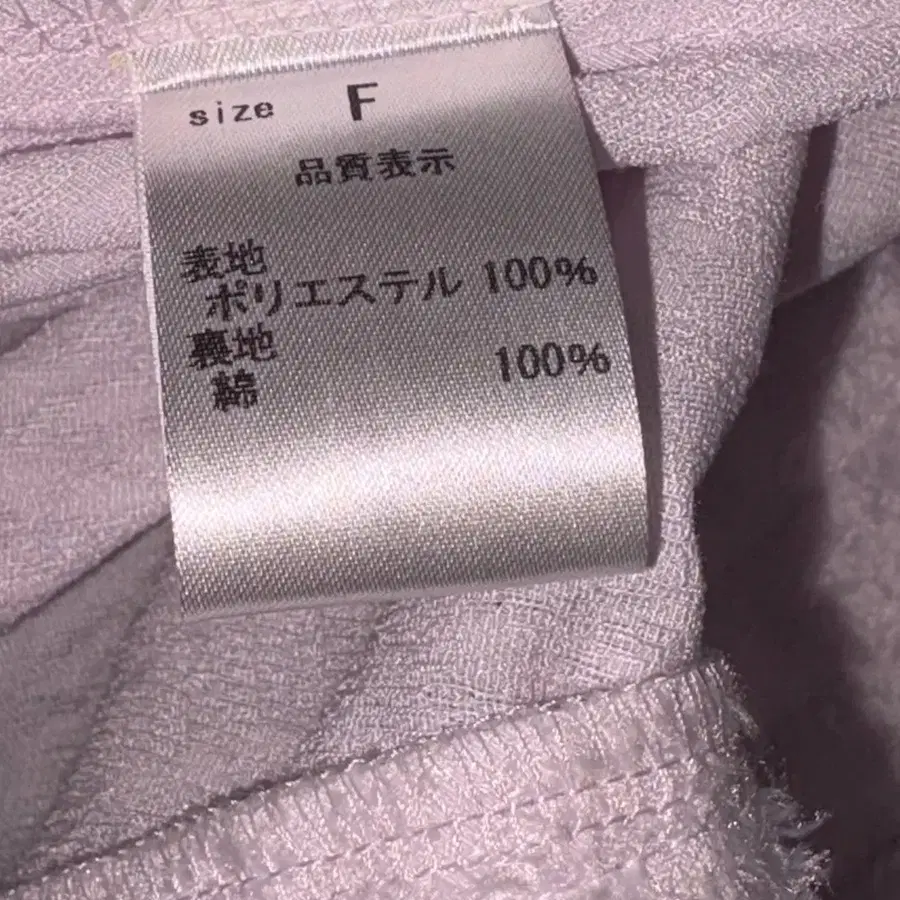 size F
品質表示
表地
ポリエステル 100%
裏地
綿 100%